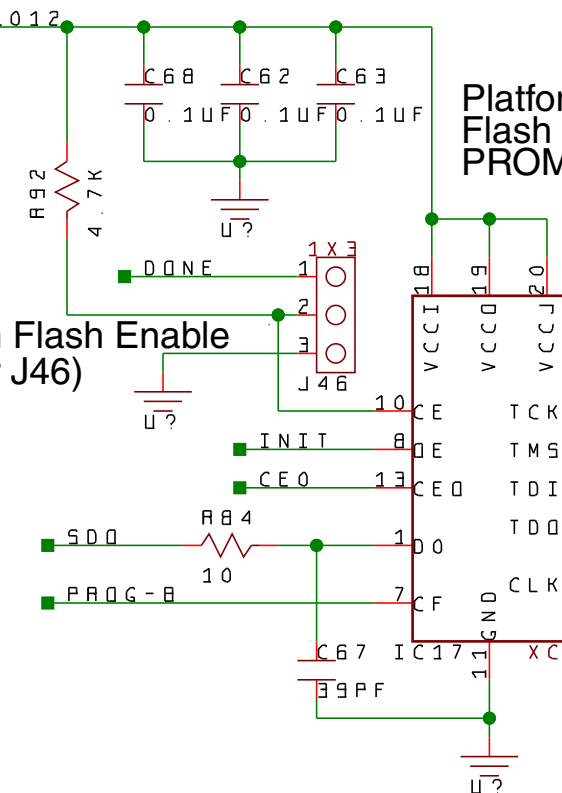 LO12
C68
C62
C63
0.1UF
0.1UF
0.1UF
Platfor
Flash
PROM
R92
4.7K
U?
18
19
20
1X3
DONE
1
2
3
J46
VCCI
VCCO
VCCJ
Flash Enable
J46)
U?
10
CE
TCK
INIT
8
OE
TMS
CEO
13
CEO
TDI
TDO
R84
SDO
10
1
D0
CLK
PROG-B
7
CF
GND
C67
IC17
11
XC
39PF
U?